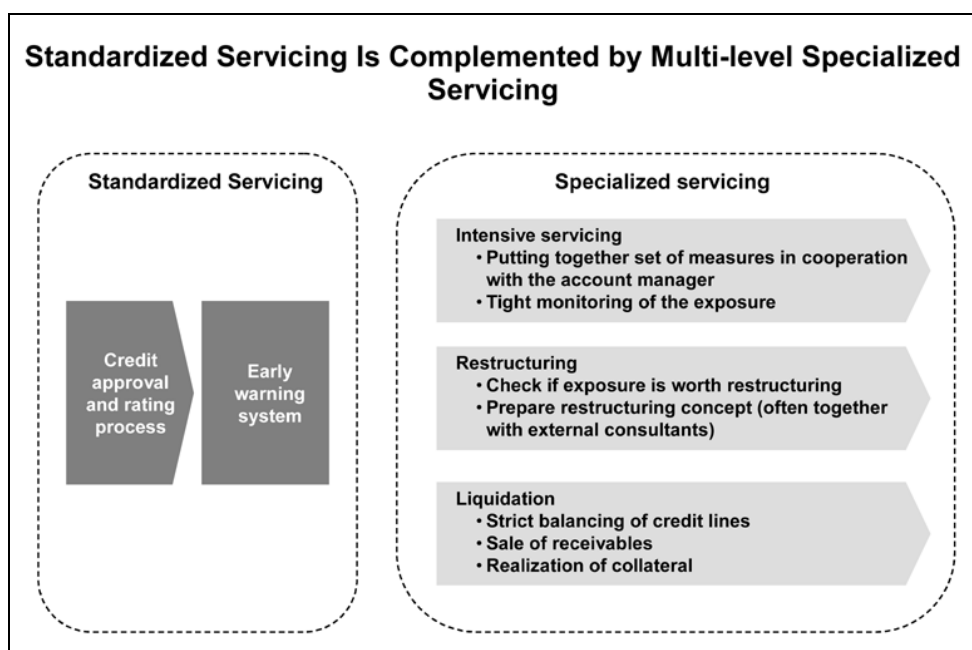 Standardized Servicing Is Complemented by Multi-level Specialized
Servicing
Standardized Servicing
Credit
approval
and rating
process
Early
warning
system
Specialized servicing
Intensive servicing
• Putting together set of measures in cooperation
with the account manager
• Tight monitoring of the exposure
Restructuring
• Check if exposure is worth restructuring
• Prepare restructuring concept (often together
with external consultants)
Liquidation
• Strict balancing of credit lines
• Sale of receivables
• Realization of collateral